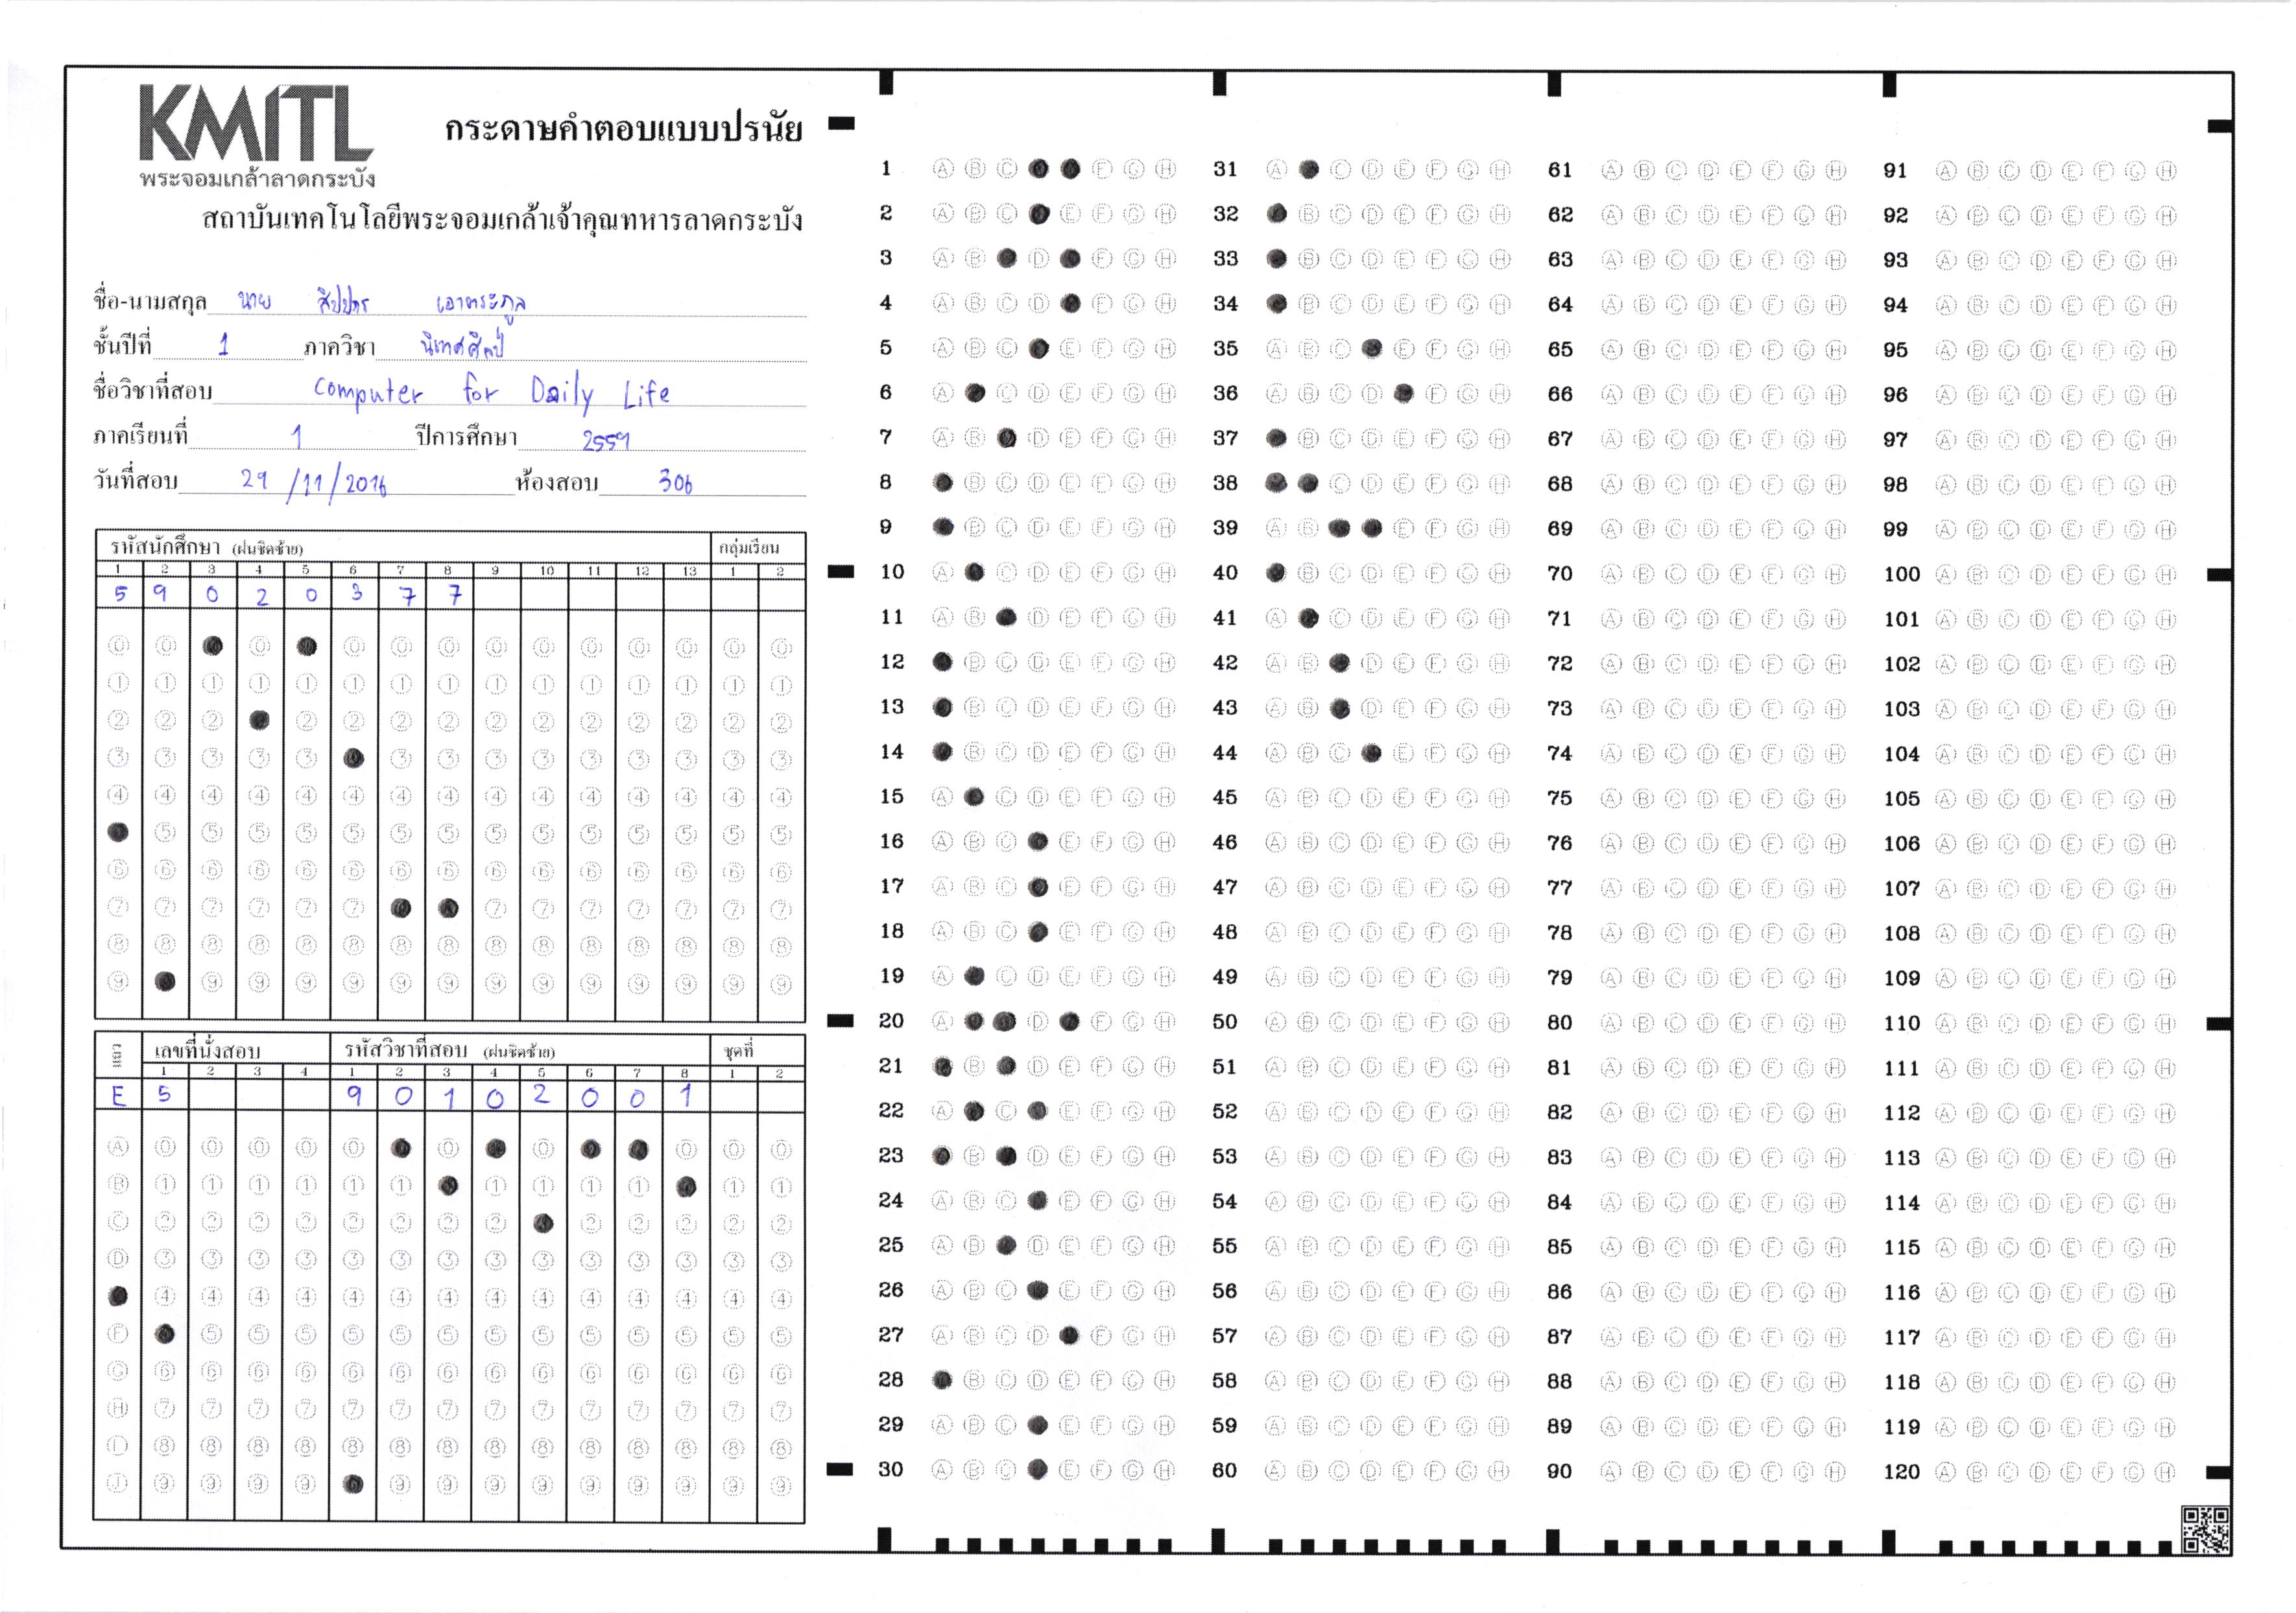 KMITL
พระจอมเกล้าลาดกระบัง
กระดาษคำตอบแบบปรนัย
สถาบันเทคโนโลยีพระจอมเกล้าเจ้าคุณทหารลาดกระบัง
ชื่อ-นามสกุล นาย สิปปกร เอาตระกูล
ชั้นปีที่ 1 ภาควิชา นิเทศศิลป์
ชื่อวิชาที่สอบ Computer for Daily Life
ภาคเรียนที่ 1 ปีการศึกษา 2559
วันที่สอบ 29/11/2016 ห้องสอบ 306
รหัสนักศึกษา (ฝนชิดซ้าย) กลุ่มเรียน
1 2 3 4 5 6 7 8 9 10 11 12 13 1 2
5 9 0 2 0 3 7 7
แถว เลขที่นั่งสอบ รหัสวิชาที่สอบ (ฝนชิดซ้าย) ชุดที่
1 2 3 4 1 2 3 4 5 6 7 8 1 2
E 5 9 0 1 0 2 0 0 1
1 A B C F G H 31 A C D E F G H 61 A B C D E F G H 91 A B C D E F G H
2 A B C E F G H 32 B C D E F G H 62 A B C D E F G H 92 A B C D E F G H
3 A B D F G H 33 B C D E F G H 63 A B C D E F G H 93 A B C D E F G H
4 A B C D F G H 34 B C D E F G H 64 A B C D E F G H 94 A B C D E F G H
5 A B C E F G H 35 A B C E F G H 65 A B C D E F G H 95 A B C D E F G H
6 A C D E F G H 36 A B C D F G H 66 A B C D E F G H 96 A B C D E F G H
7 A B D E F G H 37 B C D E F G H 67 A B C D E F G H 97 A B C D E F G H
8 B C D E F G H 38 C D E F G H 68 A B C D E F G H 98 A B C D E F G H
9 B C D E F G H 39 A B E F G H 69 A B C D E F G H 99 A B C D E F G H
10 A C D E F G H 40 B C D E F G H 70 A B C D E F G H 100 A B C D E F G H
11 A B D E F G H 41 A C D E F G H 71 A B C D E F G H 101 A B C D E F G H
12 B C D E F G H 42 A B D E F G H 72 A B C D E F G H 102 A B C D E F G H
13 B C D E F G H 43 A B D E F G H 73 A B C D E F G H 103 A B C D E F G H
14 B C D E F G H 44 A B C E F G H 74 A B C D E F G H 104 A B C D E F G H
15 A C D E F G H 45 A B C D E F G H 75 A B C D E F G H 105 A B C D E F G H
16 A B C E F G H 46 A B C D E F G H 76 A B C D E F G H 106 A B C D E F G H
17 A B C E F G H 47 A B C D E F G H 77 A B C D E F G H 107 A B C D E F G H
18 A B C E F G H 48 A B C D E F G H 78 A B C D E F G H 108 A B C D E F G H
19 A C D E F G H 49 A B C D E F G H 79 A B C D E F G H 109 A B C D E F G H
20 A D F G H 50 A B C D E F G H 80 A B C D E F G H 110 A B C D E F G H
21 B D E F G H 51 A B C D E F G H 81 A B C D E F G H 111 A B C D E F G H
22 A C E F G H 52 A B C D E F G H 82 A B C D E F G H 112 A B C D E F G H
23 B D E F G H 53 A B C D E F G H 83 A B C D E F G H 113 A B C D E F G H
24 A B C E F G H 54 A B C D E F G H 84 A B C D E F G H 114 A B C D E F G H
25 A B D E F G H 55 A B C D E F G H 85 A B C D E F G H 115 A B C D E F G H
26 A B C E F G H 56 A B C D E F G H 86 A B C D E F G H 116 A B C D E F G H
27 A B C D F G H 57 A B C D E F G H 87 A B C D E F G H 117 A B C D E F G H
28 B C D E F G H 58 A B C D E F G H 88 A B C D E F G H 118 A B C D E F G H
29 A B C E F G H 59 A B C D E F G H 89 A B C D E F G H 119 A B C D E F G H
30 A B C E F G H 60 A B C D E F G H 90 A B C D E F G H 120 A B C D E F G H